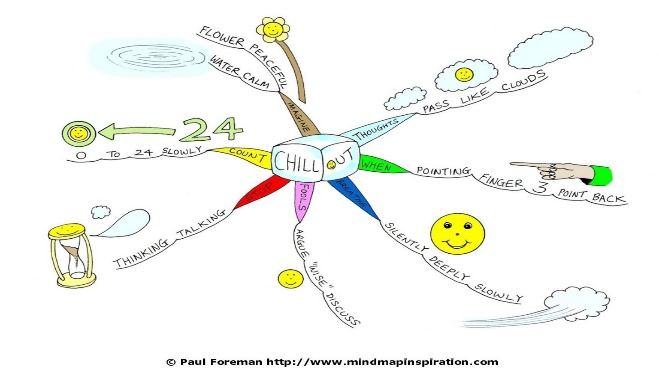 FLOWER PEACEFUL
WATER CALM
IMAGINE
THOUGHTS
PASS LIKE CLOUDS
24
0 TO 24 SLOWLY
COUNT
CHILL OUT
WHEN
POINTING FINGER 3 POINT BACK
THINKING TALKING
STOP
FOOLS
ARGUE "WISE" DISCUSS
BREATHE
SILENTLY DEEPLY SLOWLY
© Paul Foreman http://www.mindmapinspiration.com